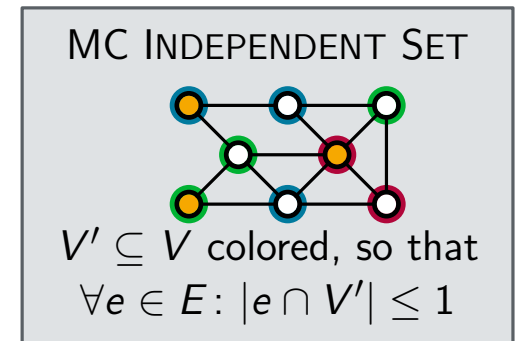 MC INDEPENDENT SET
V′ ⊆ V colored, so that
∀e ∈ E: |e ∩ V′| ≤ 1